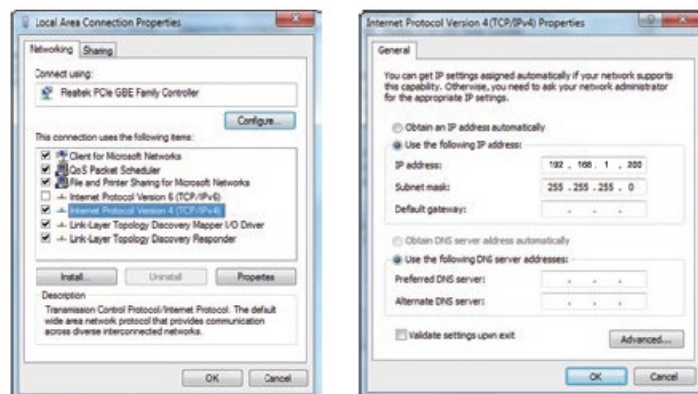 Local Area Connection Properties
Networking
Sharing
Connect using:
Realtek PCIe GBE Family Controller
Configure...
This connection uses the following items:
Client for Microsoft Networks
QoS Packet Scheduler
File and Printer Sharing for Microsoft Networks
Internet Protocol Version 6 (TCP/IPv6)
Internet Protocol Version 4 (TCP/IPv4)
Link-Layer Topology Discovery Mapper I/O Driver
Link-Layer Topology Discovery Responder
Install...
Uninstall
Properties
Description
Transmission Control Protocol/Internet Protocol. The default
wide area network protocol that provides communication
across diverse interconnected networks.
OK
Cancel
Internet Protocol Version 4 (TCP/IPv4) Properties
General
You can get IP settings assigned automatically if your network supports
this capability. Otherwise, you need to ask your network administrator
for the appropriate IP settings.
Obtain an IP address automatically
Use the following IP address:
IP address: 192 . 168 . 1 . 200
Subnet mask: 255 . 255 . 255 . 0
Default gateway: . . .
Obtain DNS server address automatically
Use the following DNS server addresses:
Preferred DNS server: . . .
Alternate DNS server: . . .
Validate settings upon exit
Advanced...
OK
Cancel